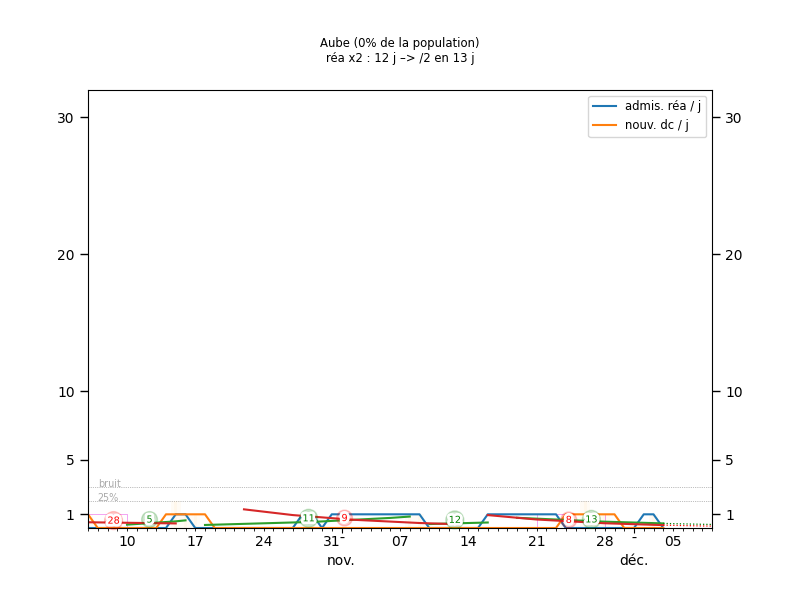 Aube (0% de la population)
réa x2 : 12 j –> /2 en 13 j
admis. réa / j
nouv. dc / j
30 30
20 20
10 10
5 5
bruit
25%
1 1
28 5 11 9 12 8 13
10 17 24 31- 07 14 21 28 - 05
nov. déc.